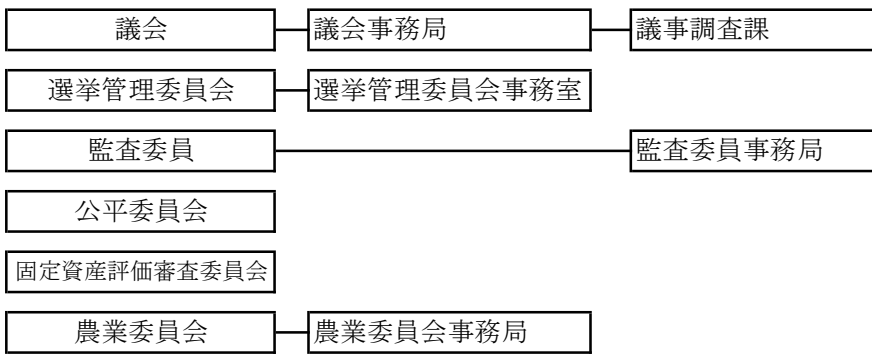 議会 議会事務局 議事調査課
選挙管理委員会 選挙管理委員会事務室
監査委員 監査委員事務局
公平委員会
固定資産評価審査委員会
農業委員会 農業委員会事務局